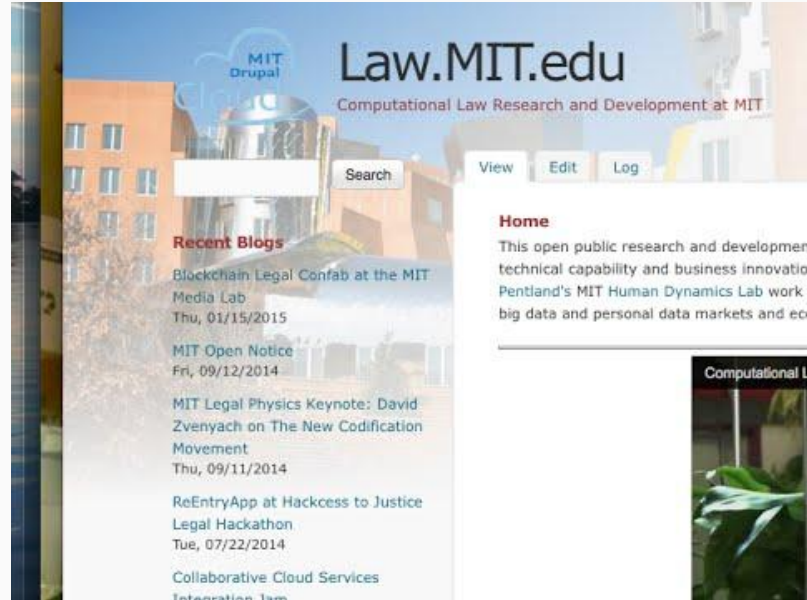 MIT
Drupal
Cloud
Law.MIT.edu
Computational Law Research and Development at MIT
Search
View Edit Log
Recent Blogs
Blockchain Legal Confab at the MIT
Media Lab
Thu, 01/15/2015
MIT Open Notice
Fri, 09/12/2014
MIT Legal Physics Keynote: David
Zvenyach on The New Codification
Movement
Thu, 09/11/2014
ReEntryApp at Hackcess to Justice
Legal Hackathon
Tue, 07/22/2014
Collaborative Cloud Services
Integration Jam
Home
This open public research and developmen
technical capability and business innovatio
Pentland's MIT Human Dynamics Lab work
big data and personal data markets and ec
Computational L